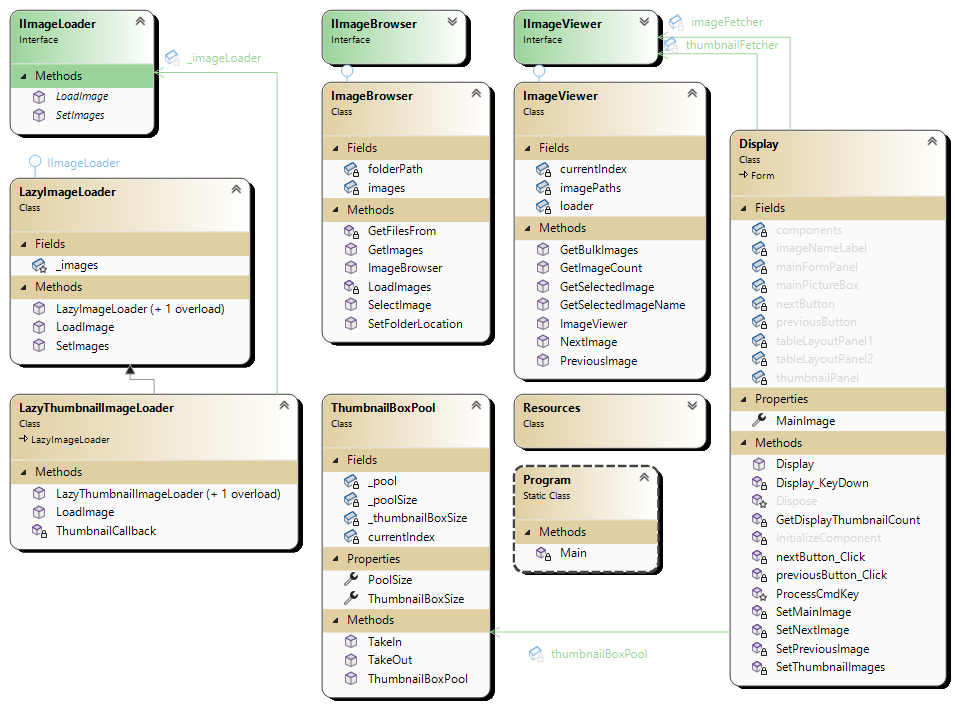 IImageLoader
Interface
Methods
LoadImage
SetImages
_imageLoader
IImageLoader
LazyImageLoader
Class
Fields
_images
Methods
LazyImageLoader (+ 1 overload)
LoadImage
SetImages
LazyThumbnailImageLoader
Class
LazyImageLoader
Methods
LazyThumbnailImageLoader (+ 1 overload)
LoadImage
ThumbnailCallback
IImageBrowser
Interface
ImageBrowser
Class
Fields
folderPath
images
Methods
GetFilesFrom
GetImages
ImageBrowser
LoadImages
SelectImage
SetFolderLocation
ThumbnailBoxPool
Class
Fields
_pool
_poolSize
_thumbnailBoxSize
currentIndex
Properties
PoolSize
ThumbnailBoxSize
Methods
TakeIn
TakeOut
ThumbnailBoxPool
IImageViewer
Interface
ImageViewer
Class
Fields
currentIndex
imagePaths
loader
Methods
GetBulkImages
GetImageCount
GetSelectedImage
GetSelectedImageName
ImageViewer
NextImage
PreviousImage
Resources
Class
Program
Static Class
Methods
Main
thumbnailBoxPool
imageFetcher
thumbnailFetcher
Display
Class
Form
Fields
components
imageNameLabel
mainFormPanel
mainPictureBox
nextButton
previousButton
tableLayoutPanel1
tableLayoutPanel2
thumbnailPanel
Properties
MainImage
Methods
Display
Display_KeyDown
Dispose
GetDisplayThumbnailCount
InitializeComponent
nextButton_Click
previousButton_Click
ProcessCmdKey
SetMainImage
SetNextImage
SetPreviousImage
SetThumbnailImages